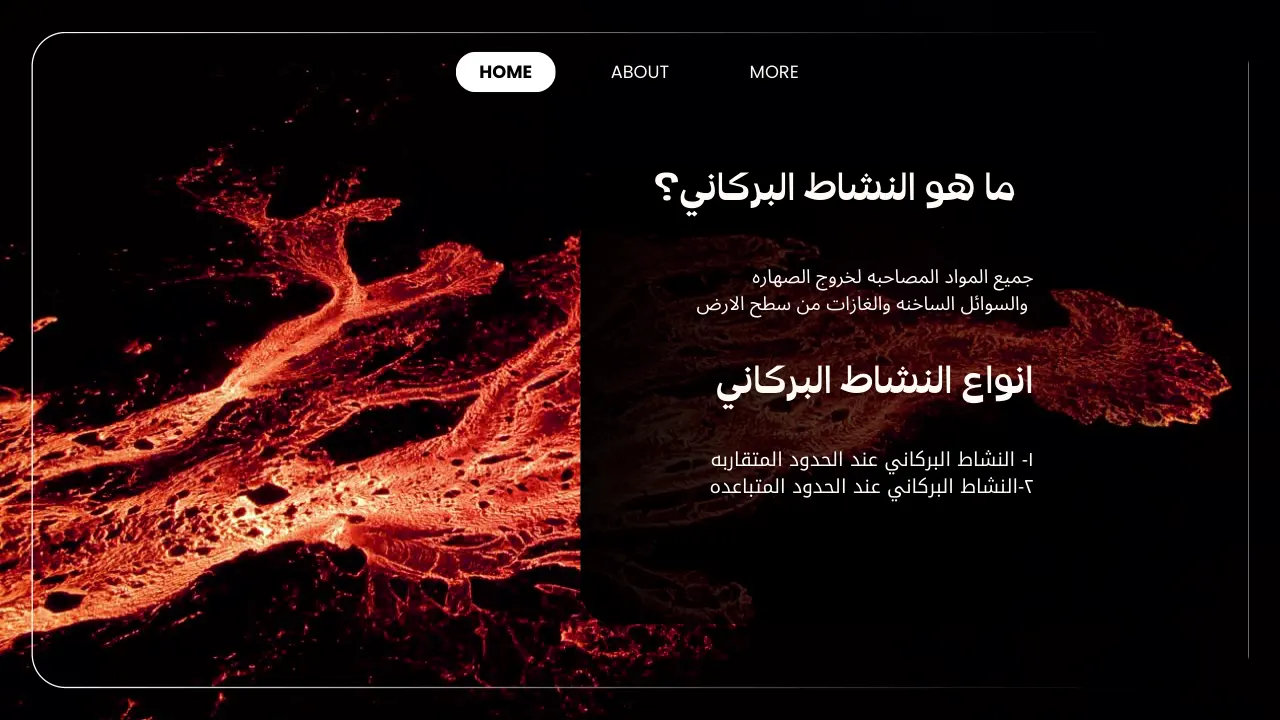 HOME ABOUT MORE
ما هو النشاط البركاني؟
جميع المواد المصاحبه لخروج الصهاره
والسوائل الساخنه والغازات من سطح الارض
انواع النشاط البركاني
١- النشاط البركاني عند الحدود المتقاربه
٢-النشاط البركاني عند الحدود المتباعده